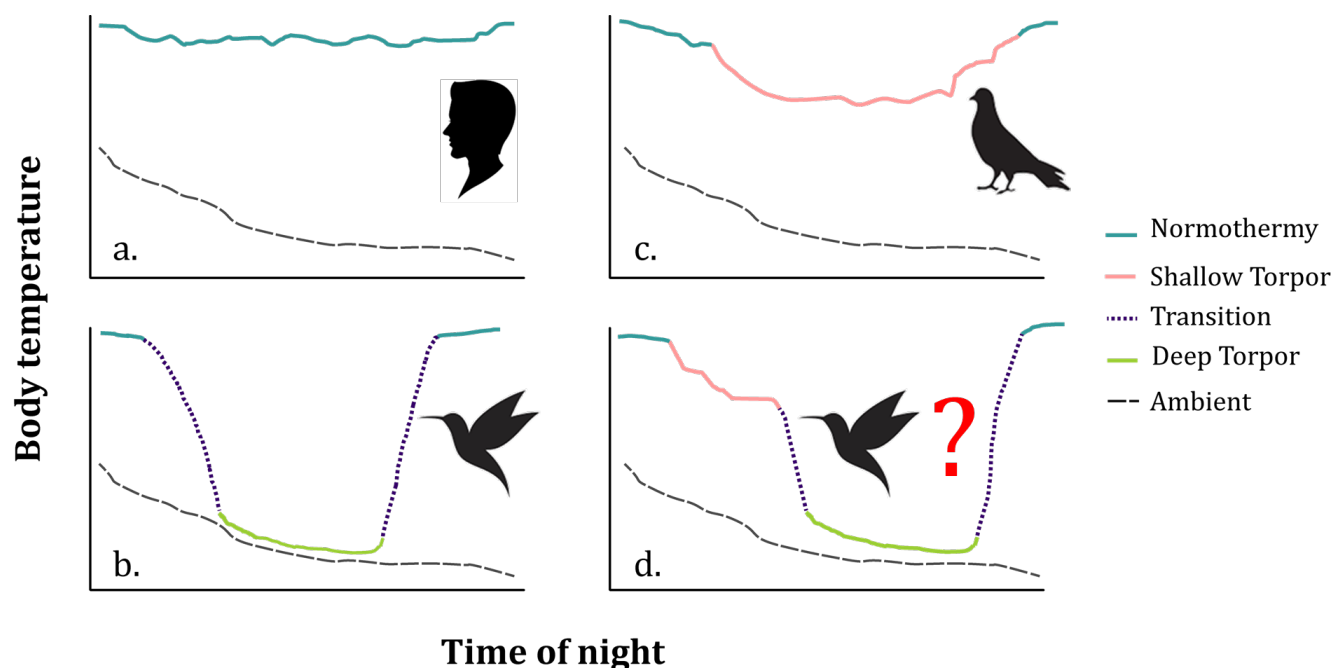 a.
c.
Body temperature
b.
d.
?
Normothermy
Shallow Torpor
Transition
Deep Torpor
Ambient
Time of night